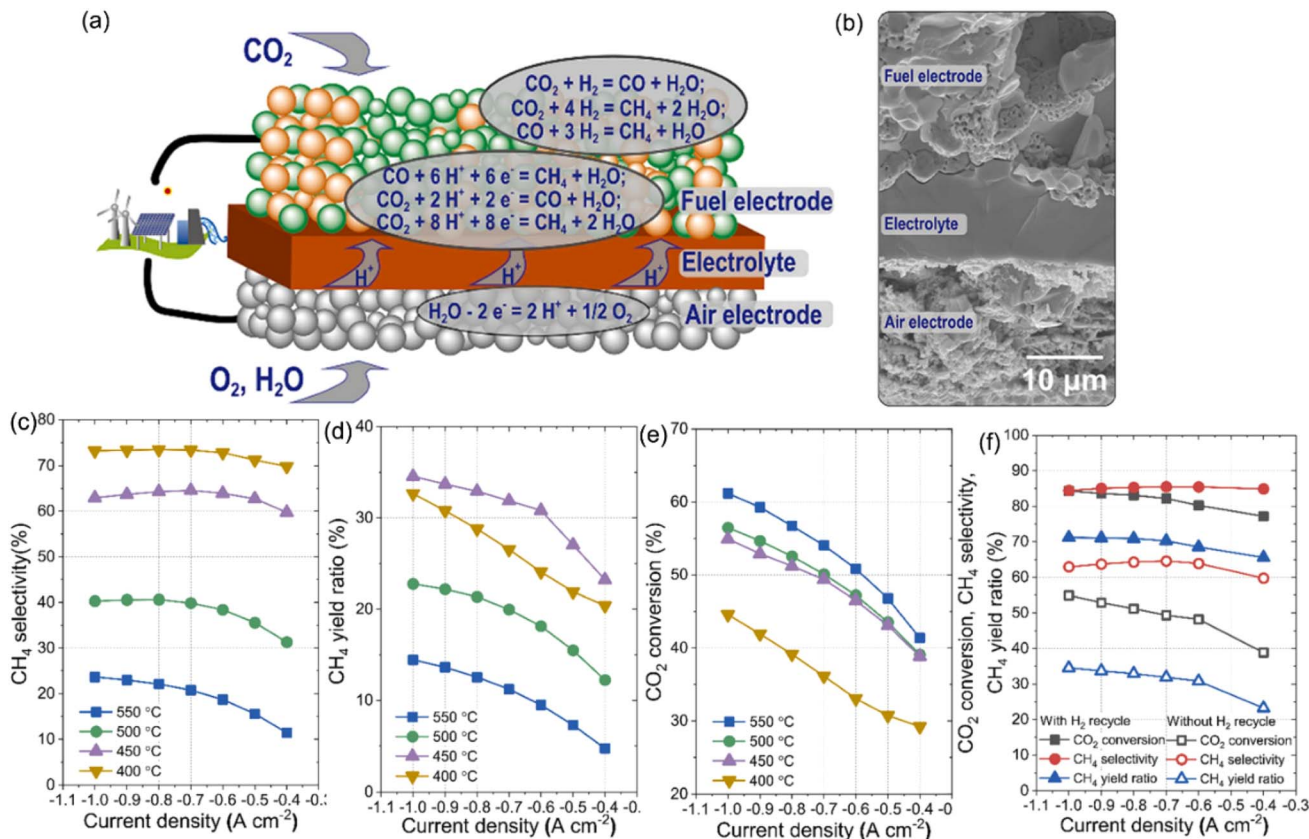 (a)
CO₂
CO₂ + H₂ = CO + H₂O;
CO₂ + 4 H₂ = CH₄ + 2 H₂O;
CO + 3 H₂ = CH₄ + H₂O
CO + 6 H⁺ + 6 e⁻ = CH₄ + H₂O;
CO₂ + 2 H⁺ + 2 e⁻ = CO + H₂O;
CO₂ + 8 H⁺ + 8 e⁻ = CH₄ + 2 H₂O
Fuel electrode
H⁺ H⁺ H⁺
Electrolyte
H₂O - 2 e⁻ = 2 H⁺ + 1/2 O₂
Air electrode
O₂, H₂O
(b)
Fuel electrode
Electrolyte
Air electrode
10 μm
(c)
CH₄ selectivity(%)
80
70
60
50
40
30
20
10
0
550 °C
500 °C
450 °C
400 °C
-1.1 -1.0 -0.9 -0.8 -0.7 -0.6 -0.5 -0.4 -0.3
Current density (A cm⁻²)
(d)
CH₄ yield ratio (%)
40
30
20
10
0
550 °C
500 °C
450 °C
400 °C
-1.1 -1.0 -0.9 -0.8 -0.7 -0.6 -0.5 -0.4
Current density (A cm⁻²)
(e)
CO₂ conversion (%)
70
60
50
40
30
20
550 °C
500 °C
450 °C
400 °C
-1.1 -1.0 -0.9 -0.8 -0.7 -0.6 -0.5 -0.4
Current density (A cm⁻²)
(f)
CO₂ conversion, CH₄ selectivity,
CH₄ yield ratio (%)
100
90
80
70
60
50
40
30
20
10
0
With H₂ recycle Without H₂ recycle
CO₂ conversion CO₂ conversion
CH₄ selectivity CH₄ selectivity
CH₄ yield ratio CH₄ yield ratio
-1.1 -1.0 -0.9 -0.8 -0.7 -0.6 -0.5 -0.4 -0.3
Current density (A cm⁻²)